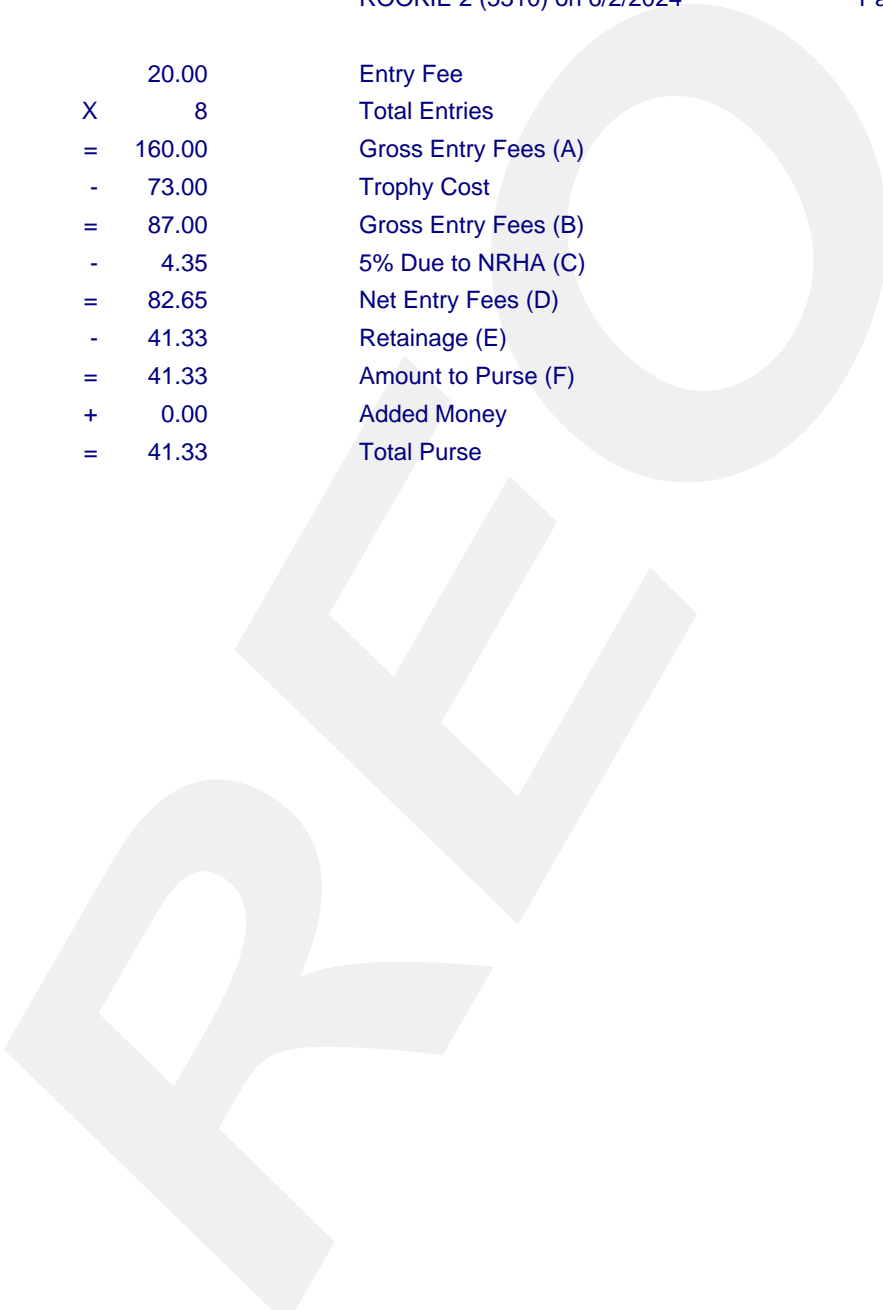 20.00 Entry Fee
X 8 Total Entries
= 160.00 Gross Entry Fees (A)
- 73.00 Trophy Cost
= 87.00 Gross Entry Fees (B)
- 4.35 5% Due to NRHA (C)
= 82.65 Net Entry Fees (D)
- 41.33 Retainage (E)
= 41.33 Amount to Purse (F)
+ 0.00 Added Money
= 41.33 Total Purse
REO